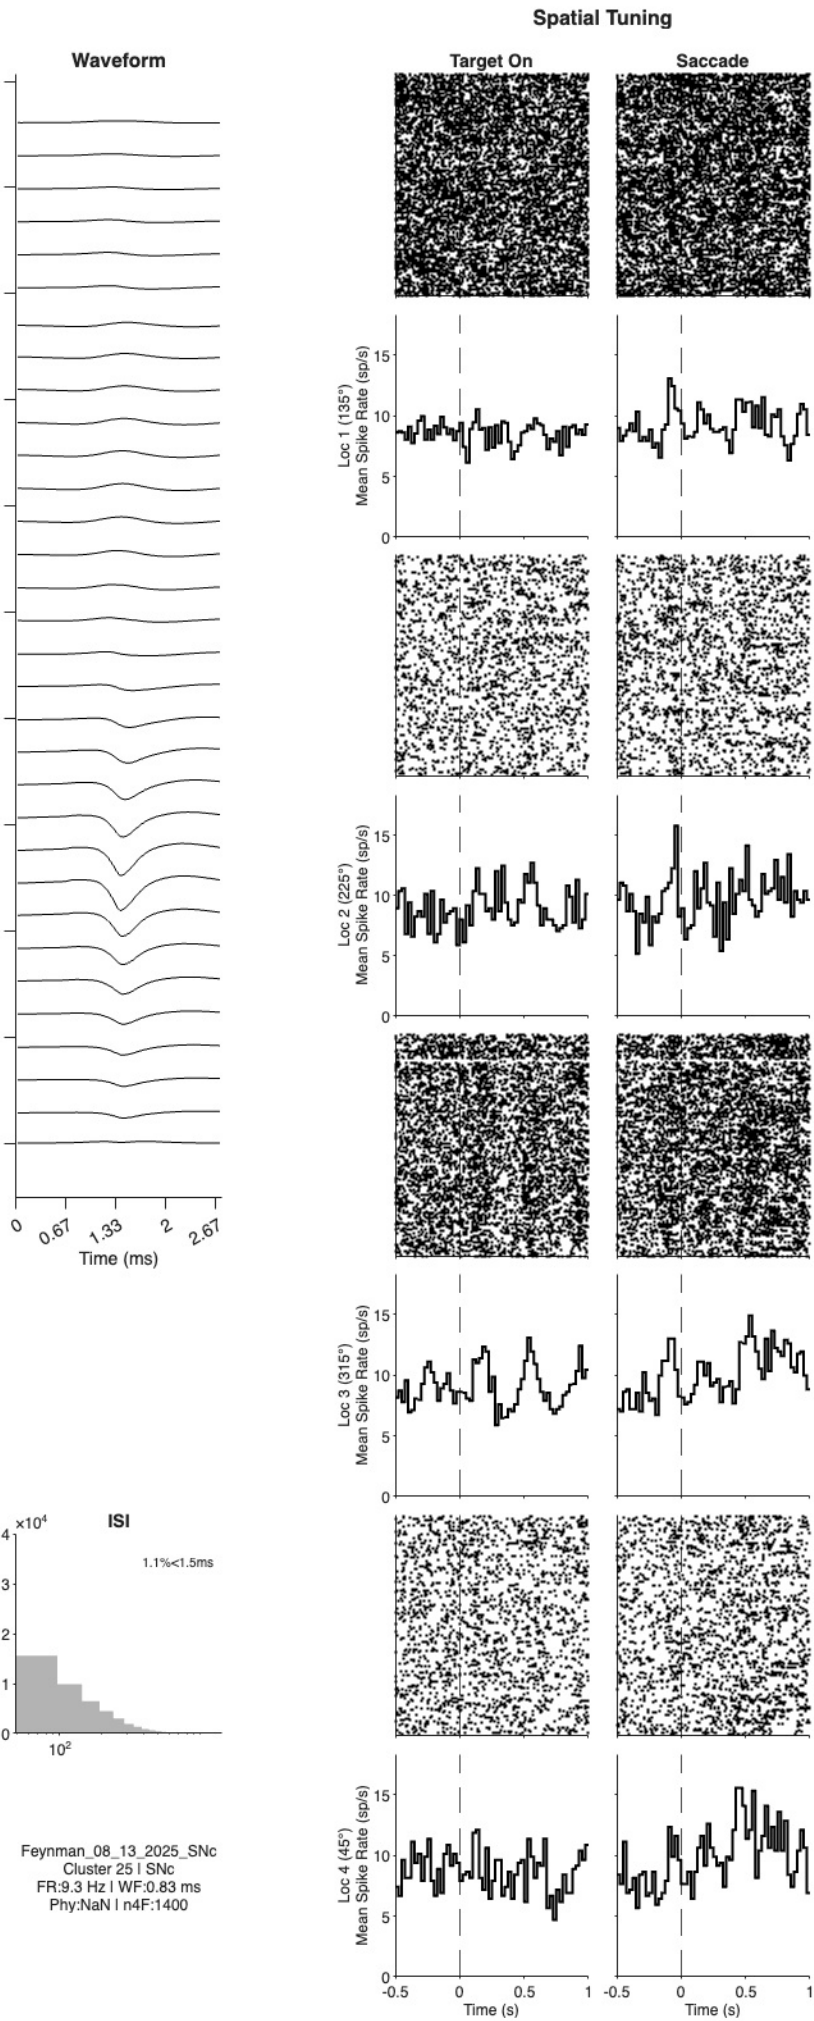 Spatial Tuning
Waveform
Target On
Saccade
15
10
5
0
Loc 1 (135°)
Mean Spike Rate (sp/s)
15
10
5
0
Loc 2 (225°)
Mean Spike Rate (sp/s)
0
0.67
1.33
2
2.67
Time (ms)
15
10
5
0
Loc 3 (315°)
Mean Spike Rate (sp/s)
×10⁴
ISI
4
3
2
1
0
1.1%<1.5ms
10²
Feynman_08_13_2025_SNc
Cluster 25 | SNc
FR:9.3 Hz | WF:0.83 ms
Phy:NaN | n4F:1400
15
10
5
0
Loc 4 (45°)
Mean Spike Rate (sp/s)
-0.5 0 0.5 1
Time (s)
-0.5 0 0.5 1
Time (s)